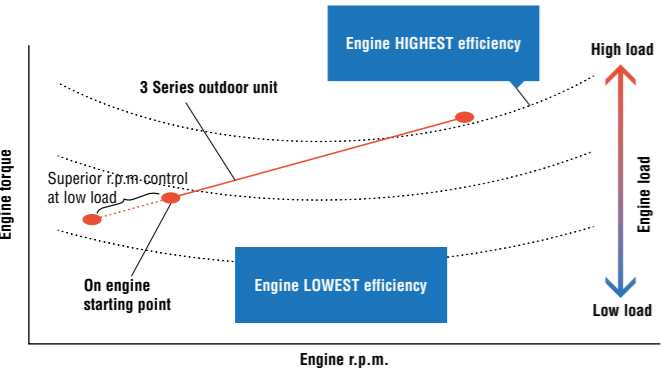 Engine HIGHEST efficiency
High load
3 Series outdoor unit
Engine torque
Superior r.p.m control
at low load
Engine load
On engine
starting point
Engine LOWEST efficiency
Low load
Engine r.p.m.